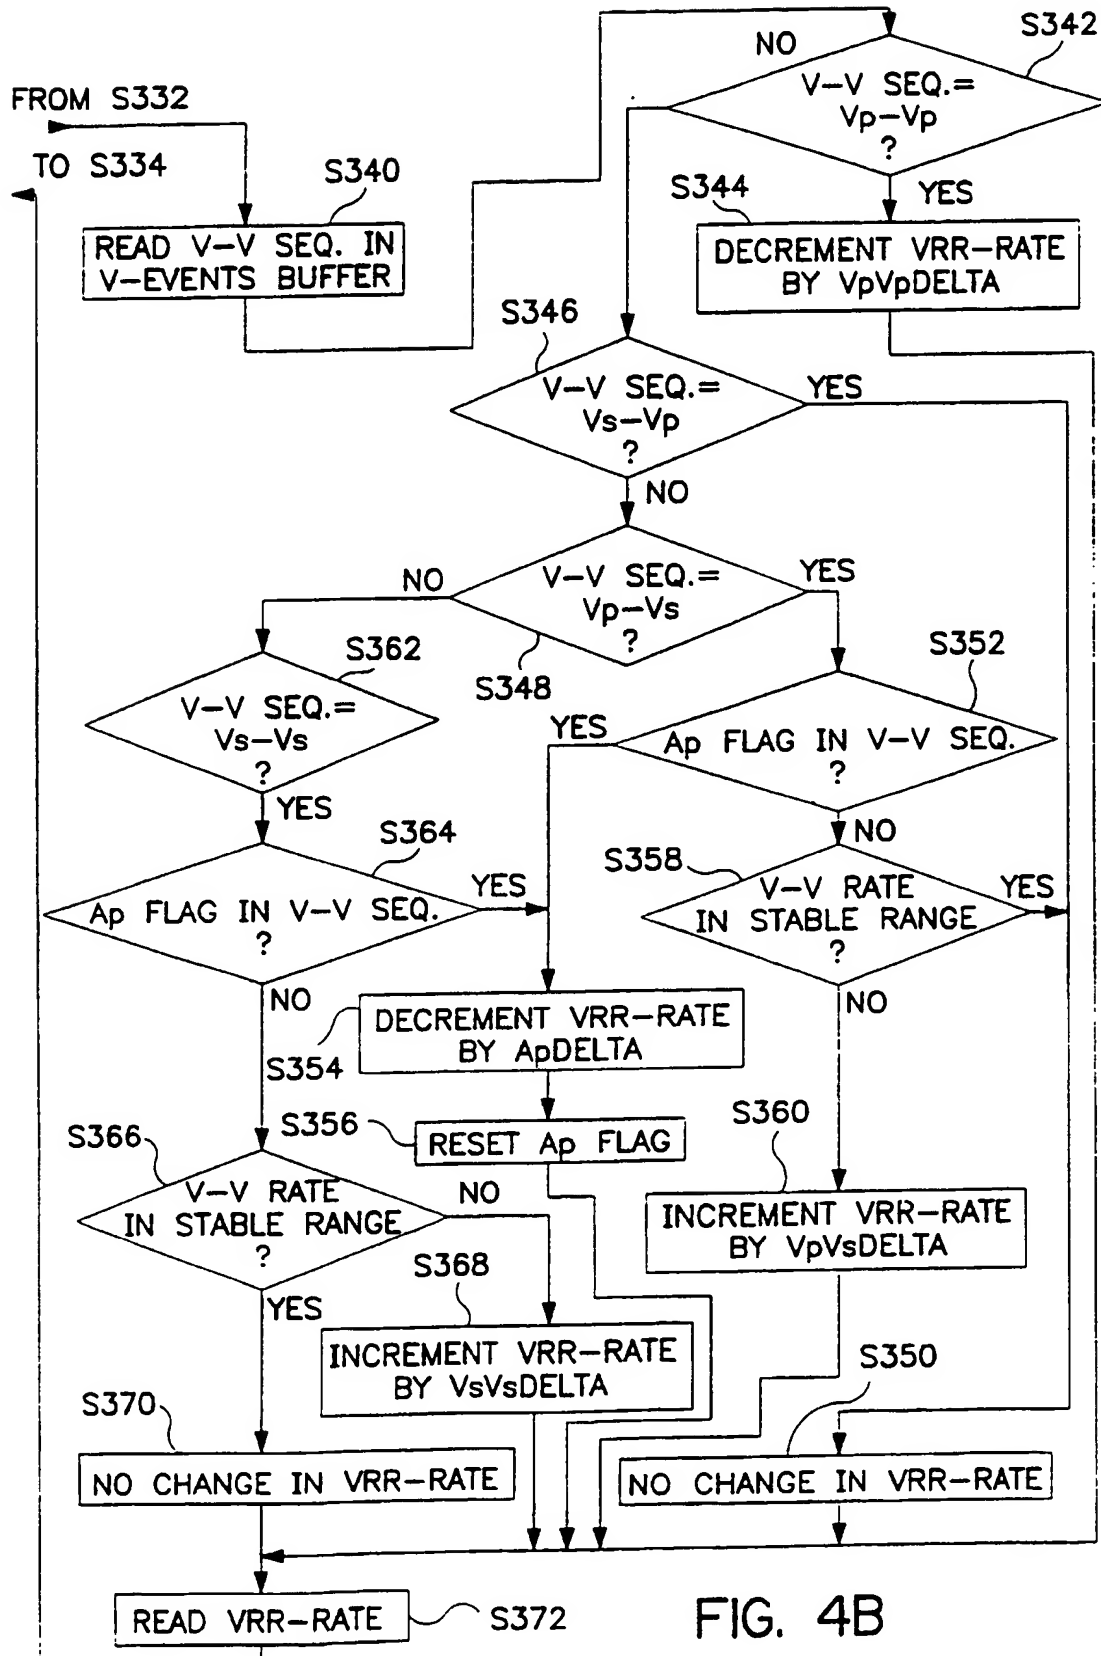 S342
NO
V-V SEQ.=
Vp-Vp
?
FROM S332
TO S334
S340
S344
YES
READ V-V SEQ. IN
V-EVENTS BUFFER
DECREMENT VRR-RATE
BY VpVpDELTA
S346
V-V SEQ.=
Vs-Vp
?
YES
NO
NO
V-V SEQ.=
Vp-Vs
?
YES
S362
S348
S352
V-V SEQ.=
Vs-Vs
?
YES
Ap FLAG IN V-V SEQ.
?
YES
S364
NO
S358
Ap FLAG IN V-V SEQ.
?
YES
V-V RATE
IN STABLE RANGE
?
YES
NO
NO
DECREMENT VRR-RATE
BY ApDELTA
S354
S366
S356
RESET Ap FLAG
S360
V-V RATE
IN STABLE RANGE
?
NO
INCREMENT VRR-RATE
BY VpVsDELTA
S368
YES
INCREMENT VRR-RATE
BY VsVsDELTA
S350
S370
NO CHANGE IN VRR-RATE
NO CHANGE IN VRR-RATE
READ VRR-RATE
S372
FIG. 4B